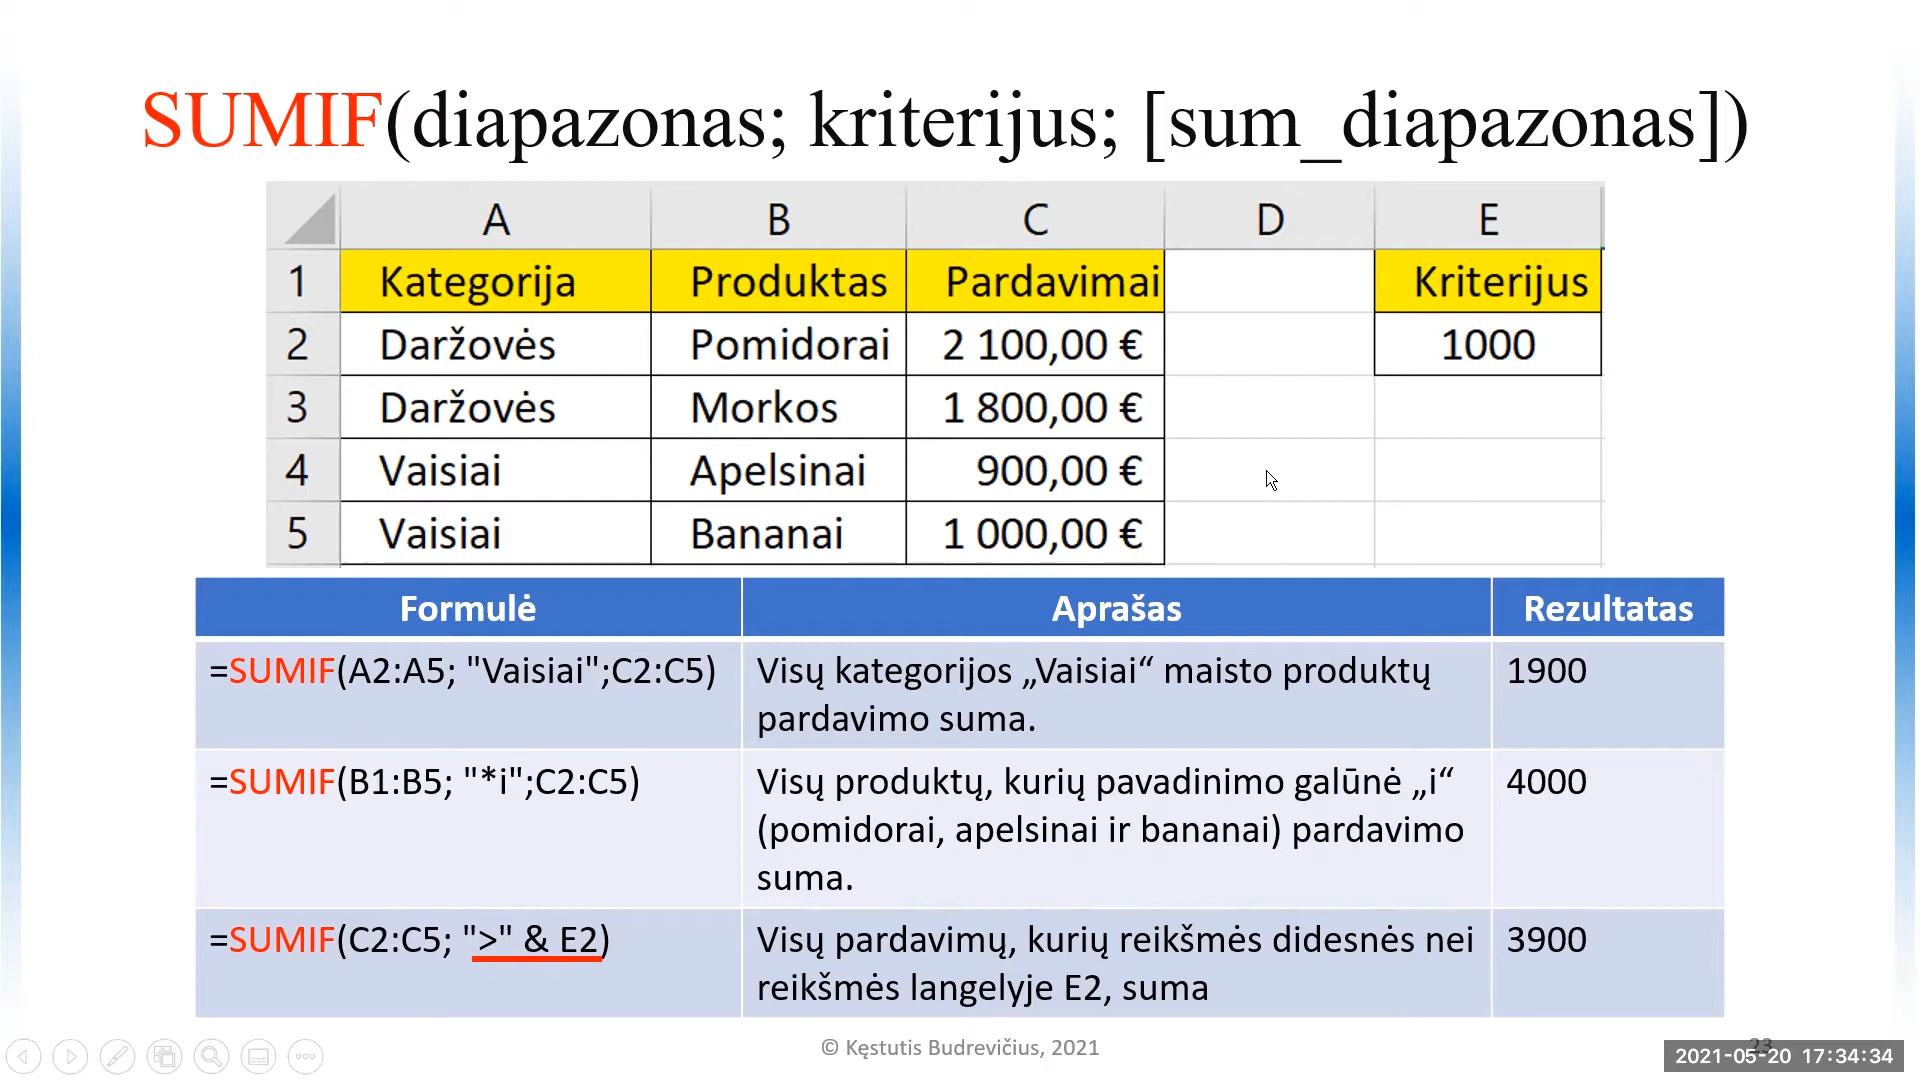 SUMIF(diapazonas; kriterijus; [sum_diapazonas])
A B C D E
1 Kategorija Produktas Pardavimai Kriterijus
2 Daržovės Pomidorai 2 100,00 € 1000
3 Daržovės Morkos 1 800,00 €
4 Vaisiai Apelsinai 900,00 €
5 Vaisiai Bananai 1 000,00 €
Formulė Aprašas Rezultatas
=SUMIF(A2:A5; "Vaisiai";C2:C5) Visų kategorijos „Vaisiai“ maisto produktų 1900
pardavimo suma.
=SUMIF(B1:B5; "*i";C2:C5) Visų produktų, kurių pavadinimo galūnė „i“ 4000
(pomidorai, apelsinai ir bananai) pardavimo
suma.
=SUMIF(C2:C5; ">" & E2) Visų pardavimų, kurių reikšmės didesnės nei 3900
reikšmės langelyje E2, suma
© Kęstutis Budrevičius, 2021
23
2021-05-20 17:34:34